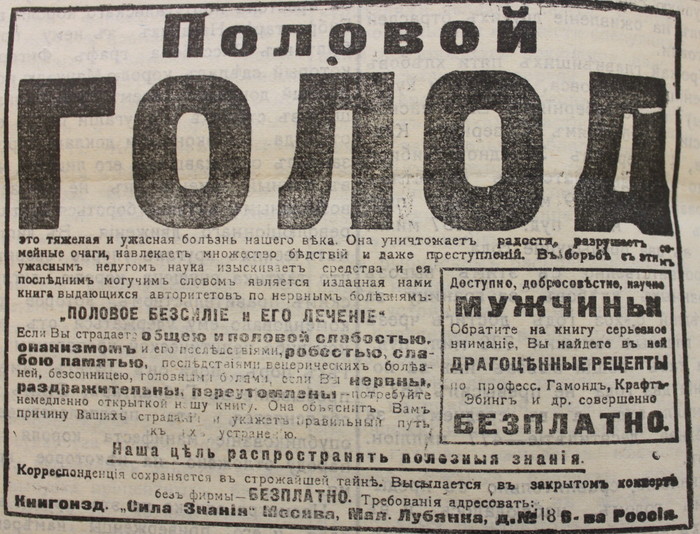 Половой
ГОЛОД
это тяжелая и ужасная болѣзнь нашего вѣка. Она уничтожаетъ радости, разрушаетъ се-
мейные очаги, навлекаетъ множество бѣдствій и даже преступленій. Въ борьбѣ съ этимъ
ужаснымъ недугомъ наука изыскиваетъ средства и ея
послѣднимъ могучимъ словомъ является изданная нами
книга выдающихся авторитетовъ по нервнымъ болѣзнямъ:
„ПОЛОВОЕ БЕЗСИЛІЕ И ЕГО ЛЕЧЕНІЕ“
Если Вы страдаете: общею и половой слабостью,
онанизмомъ и его послѣдствіями, робостью, сла-
бою памятью, послѣдствіями венерическихъ болѣз-
ней, безсонницею, головными болями, если Вы нервны,
раздражительны, переутомлены—потребуйте
немедленно открыткой нашу книгу. Она объяснитъ Вамъ
причину Вашихъ страданій и укажетъ правильный путь
къ ихъ устраненію.
Доступно, добросовѣстно, научно
МУЖЧИНЫ
Обратите на книгу серьезное
вниманіе, Вы найдете въ ней
ДРАГОЦѢННЫЕ РЕЦЕПТЫ
по професс. Гамонд, Крафтъ-
Эбингъ и др. совершенно
БЕЗПЛАТНО.
Наша цѣль распространять полезныя знанія.
Корреспонденція сохраняется въ строжайшей тайнѣ. Высылается въ закрытомъ конвертѣ
безъ фирмы—БЕЗПЛАТНО. Требованія адресовать:
Книгоизд. „Сила Знанія“ Москва, Мал. Лубянка, д. № 18 6-ва Россія.